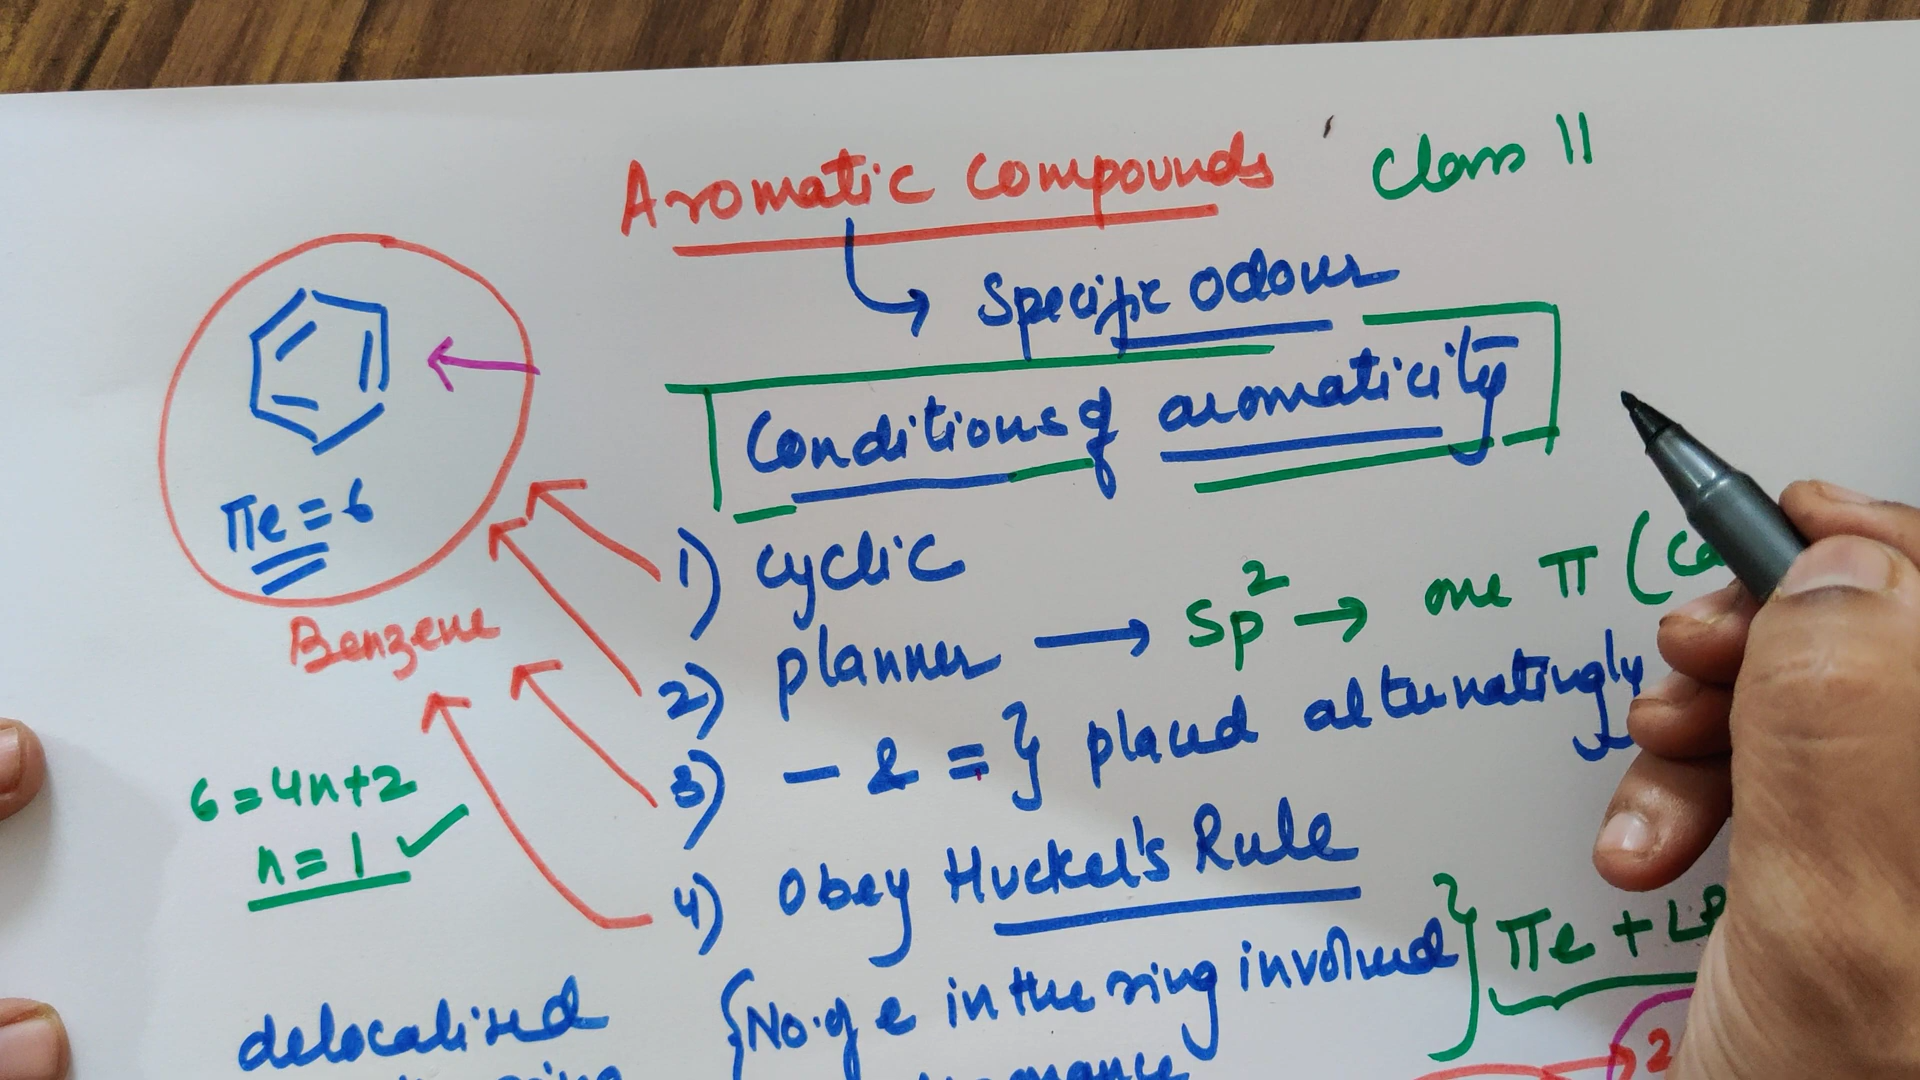 Aromatic Compounds Class 11
Specific odour
Conditions of aromaticity
πe = 6
Benzene
1) Cyclic
2) planner → sp² → one π (
3) – & = } placed alternatingly
6 = 4n+2
n = 1 ✓
4) Obey Huckel's Rule
{No. of e in the ring involved} πe + LP
delocalised
2